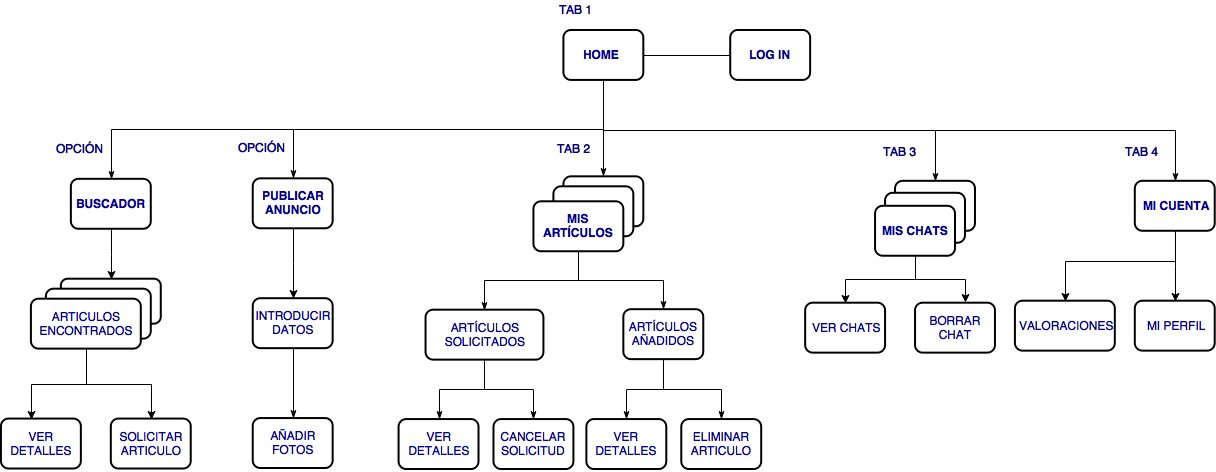 TAB 1
HOME
LOG IN
OPCIÓN
OPCIÓN
TAB 2
TAB 3
TAB 4
BUSCADOR
PUBLICAR
ANUNCIO
MIS
ARTÍCULOS
MIS CHATS
MI CUENTA
ARTICULOS
ENCONTRADOS
INTRODUCIR
DATOS
ARTÍCULOS
SOLICITADOS
ARTÍCULOS
AÑADIDOS
VER CHATS
BORRAR
CHAT
VALORACIONES
MI PERFIL
VER
DETALLES
SOLICITAR
ARTICULO
AÑADIR
FOTOS
VER
DETALLES
CANCELAR
SOLICITUD
VER
DETALLES
ELIMINAR
ARTICULO